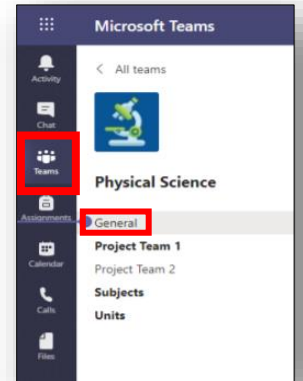 Microsoft Teams
Activity
Chat
Teams
Assignments
Calendar
Calls
Files
All teams
Physical Science
General
Project Team 1
Project Team 2
Subjects
Units